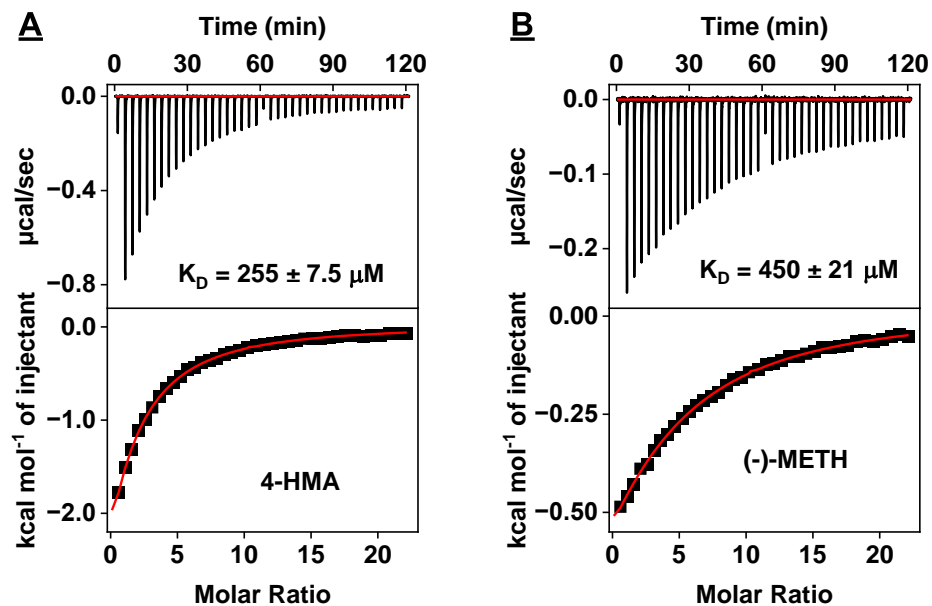 A
Time (min)
0 30 60 90 120
0.0
−0.4
−0.8
µcal/sec
K_D = 255 ± 7.5 µM
0.0
−1.0
−2.0
kcal mol⁻¹ of injectant
4-HMA
0 5 10 15 20
Molar Ratio
B
Time (min)
0 30 60 90 120
0.0
−0.1
−0.2
µcal/sec
K_D = 450 ± 21 µM
0.00
−0.25
−0.50
kcal mol⁻¹ of injectant
(-)-METH
0 5 10 15 20
Molar Ratio